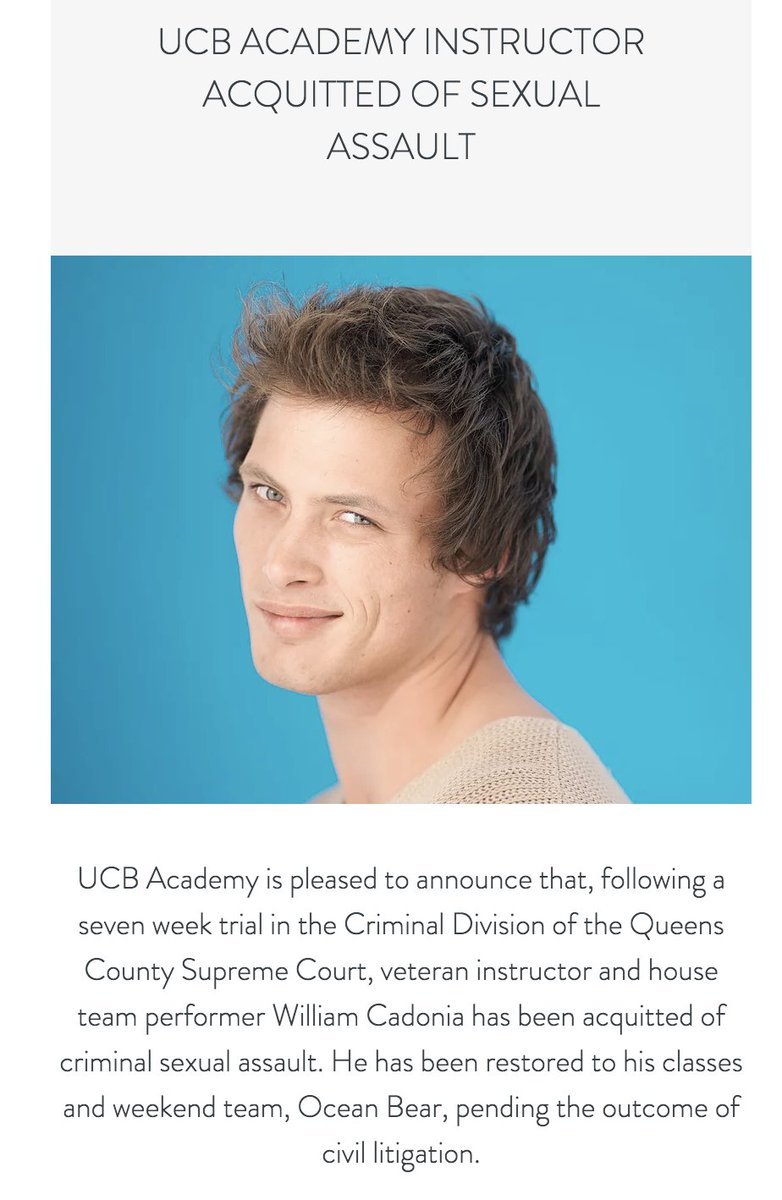 UCB ACADEMY INSTRUCTOR
ACQUITTED OF SEXUAL
ASSAULT
UCB Academy is pleased to announce that, following a
seven week trial in the Criminal Division of the Queens
County Supreme Court, veteran instructor and house
team performer William Cadonia has been acquitted of
criminal sexual assault. He has been restored to his classes
and weekend team, Ocean Bear, pending the outcome of
civil litigation.